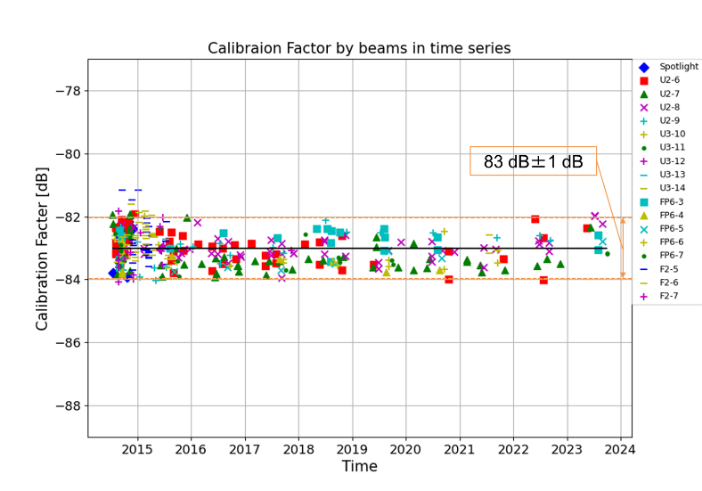 Calibraion Factor by beams in time series
Calibration Facter [dB]
−78
−80
−82
−84
−86
−88
83 dB±1 dB
2015 2016 2017 2018 2019 2020 2021 2022 2023 2024
Time
Spotlight
U2-6
U2-7
U2-8
U2-9
U3-10
U3-11
U3-12
U3-13
U3-14
FP6-3
FP6-4
FP6-5
FP6-6
FP6-7
F2-5
F2-6
F2-7